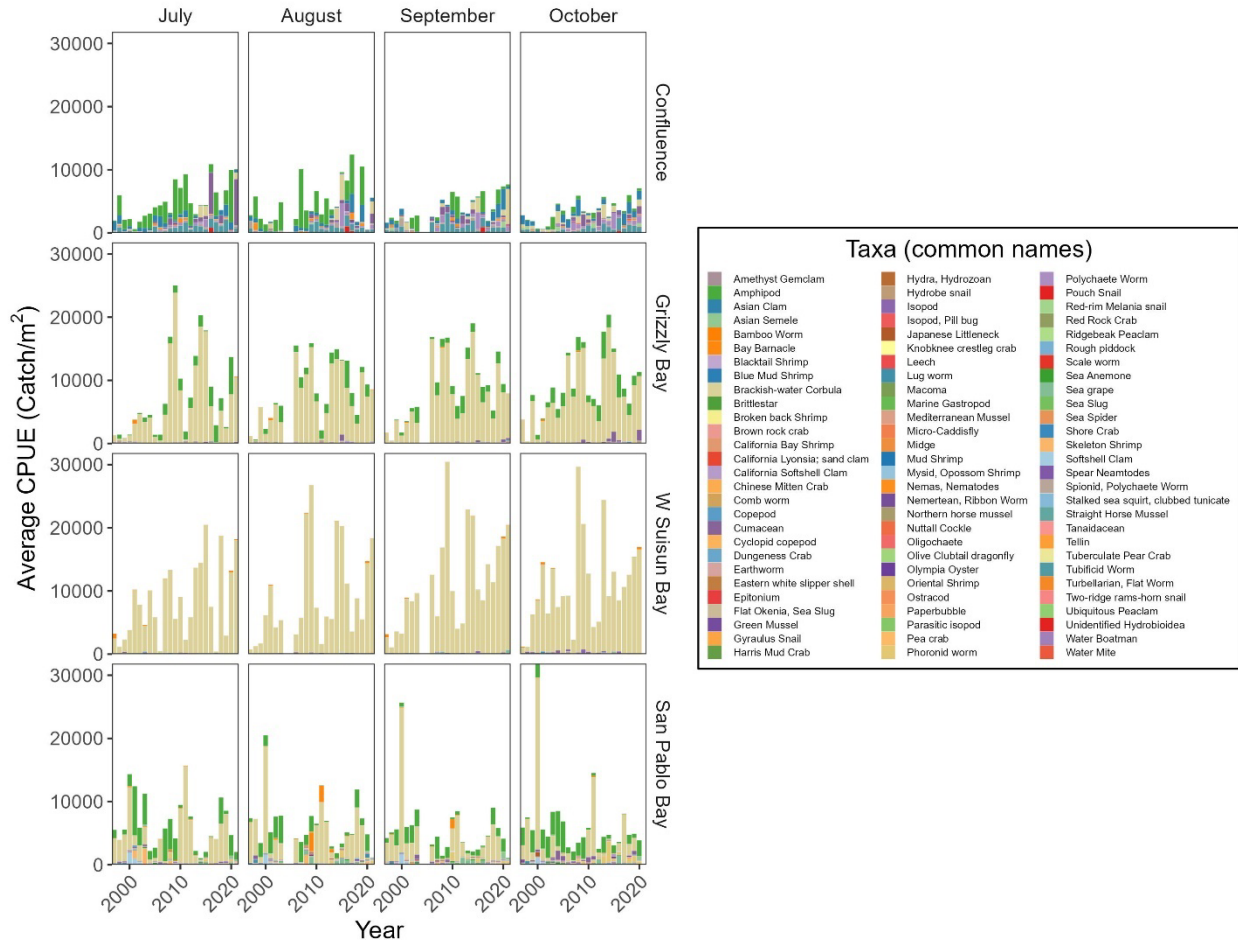 July August September October
Average CPUE (Catch/m²)
30000
20000
10000
0
Confluence
30000
20000
10000
0
Grizzly Bay
30000
20000
10000
0
W Suisun Bay
30000
20000
10000
0
San Pablo Bay
2000 2010 2020 2000 2010 2020 2000 2010 2020 2000 2010 2020
Year
Taxa (common names)
Amethyst Gemclam
Amphipod
Asian Clam
Asian Semele
Bamboo Worm
Bay Barnacle
Blacktail Shrimp
Blue Mud Shrimp
Brackish-water Corbula
Brittlestar
Broken back Shrimp
Brown rock crab
California Bay Shrimp
California Lyonsia; sand clam
California Softshell Clam
Chinese Mitten Crab
Comb worm
Copepod
Cumacean
Cyclopid copepod
Dungeness Crab
Earthworm
Eastern white slipper shell
Epitonium
Flat Okenia, Sea Slug
Green Mussel
Gyraulus Snail
Harris Mud Crab
Hydra, Hydrozoan
Hydrobe snail
Isopod
Isopod, Pill bug
Japanese Littleneck
Knobkneed crestleg crab
Leech
Lug worm
Macoma
Marine Gastropod
Mediterranean Mussel
Micro-Caddisfly
Midge
Mud Shrimp
Mysid, Opossom Shrimp
Nemas, Nematodes
Nemertean, Ribbon Worm
Northern horse mussel
Nuttall Cockle
Oligochaete
Olive Clubtail dragonfly
Olympia Oyster
Oriental Shrimp
Ostracod
Paperbubble
Parasitic isopod
Pea crab
Phoronid worm
Polychaete Worm
Pouch Snail
Red-rim Melania snail
Red Rock Crab
Ridgebeak Peaclam
Rough piddock
Scale worm
Sea Anemone
Sea grape
Sea Slug
Sea Spider
Shore Crab
Skeleton Shrimp
Softshell Clam
Spear Neamtodes
Spionid, Polychaete Worm
Stalked sea squirt, clubbed tunicate
Straight Horse Mussel
Tanaidacean
Tellin
Tuberculate Pear Crab
Tubificid Worm
Turbellarian, Flat Worm
Two-ridge rams-horn snail
Ubiquitous Peaclam
Unidentified Hydrobioidea
Water Boatman
Water Mite